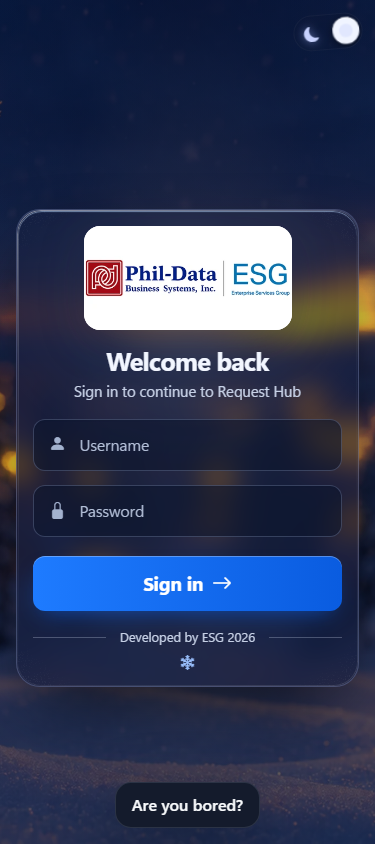 Phil-Data
Business Systems, Inc.
ESG
Enterprise Services Group
Welcome back
Sign in to continue to Request Hub
Username
Password
Sign in →
Developed by ESG 2026
Are you bored?